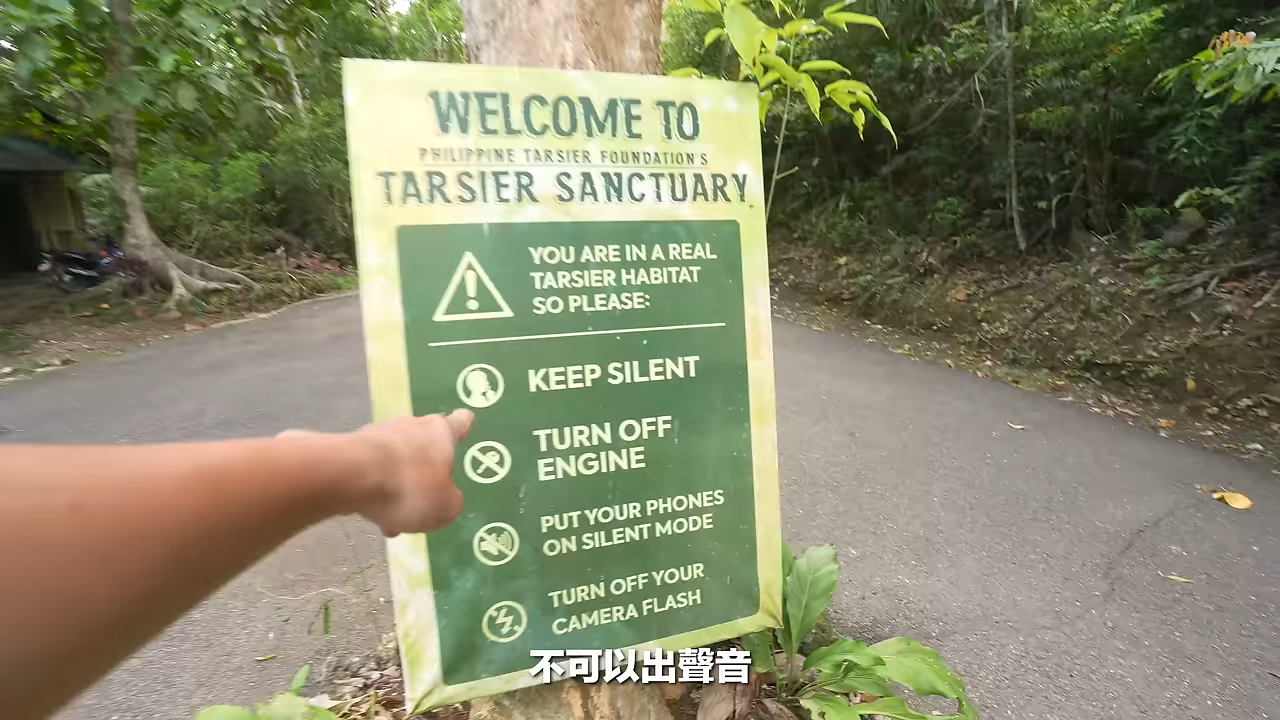 WELCOME TO
PHILIPPINE TARSIER FOUNDATION'S
TARSIER SANCTUARY
YOU ARE IN A REAL
TARSIER HABITAT
SO PLEASE:
KEEP SILENT
TURN OFF
ENGINE
PUT YOUR PHONES
ON SILENT MODE
TURN OFF YOUR
CAMERA FLASH
不可以出聲音